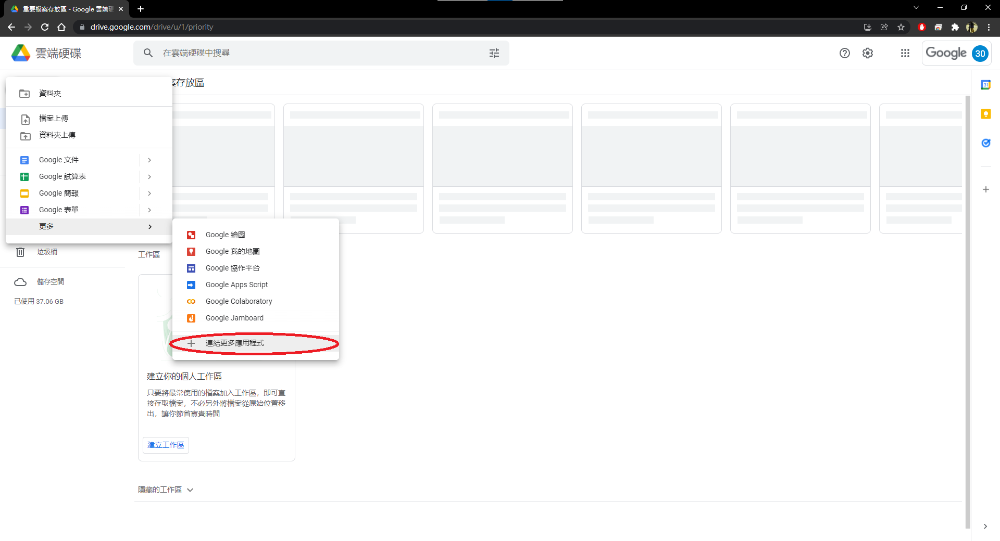 重要檔案存放區 - Google 雲端硬
drive.google.com/drive/u/1/priority
雲端硬碟
在雲端硬碟中搜尋
Google 30
案存放區
31
資料夾
檔案上傳
資料夾上傳
Google 文件
Google 試算表
Google 簡報
Google 表單
更多
Google 繪圖
Google 我的地圖
Google 協作平台
Google Apps Script
Google Colaboratory
Google Jamboard
連結更多應用程式
垃圾桶
儲存空間
已使用 37.06 GB
工作區
建立你的個人工作區
只要將最常使用的檔案加入工作區，即可直
接存取檔案，不必另外將檔案從原始位置移
出，讓你節省寶貴時間
建立工作區
隱藏的工作區